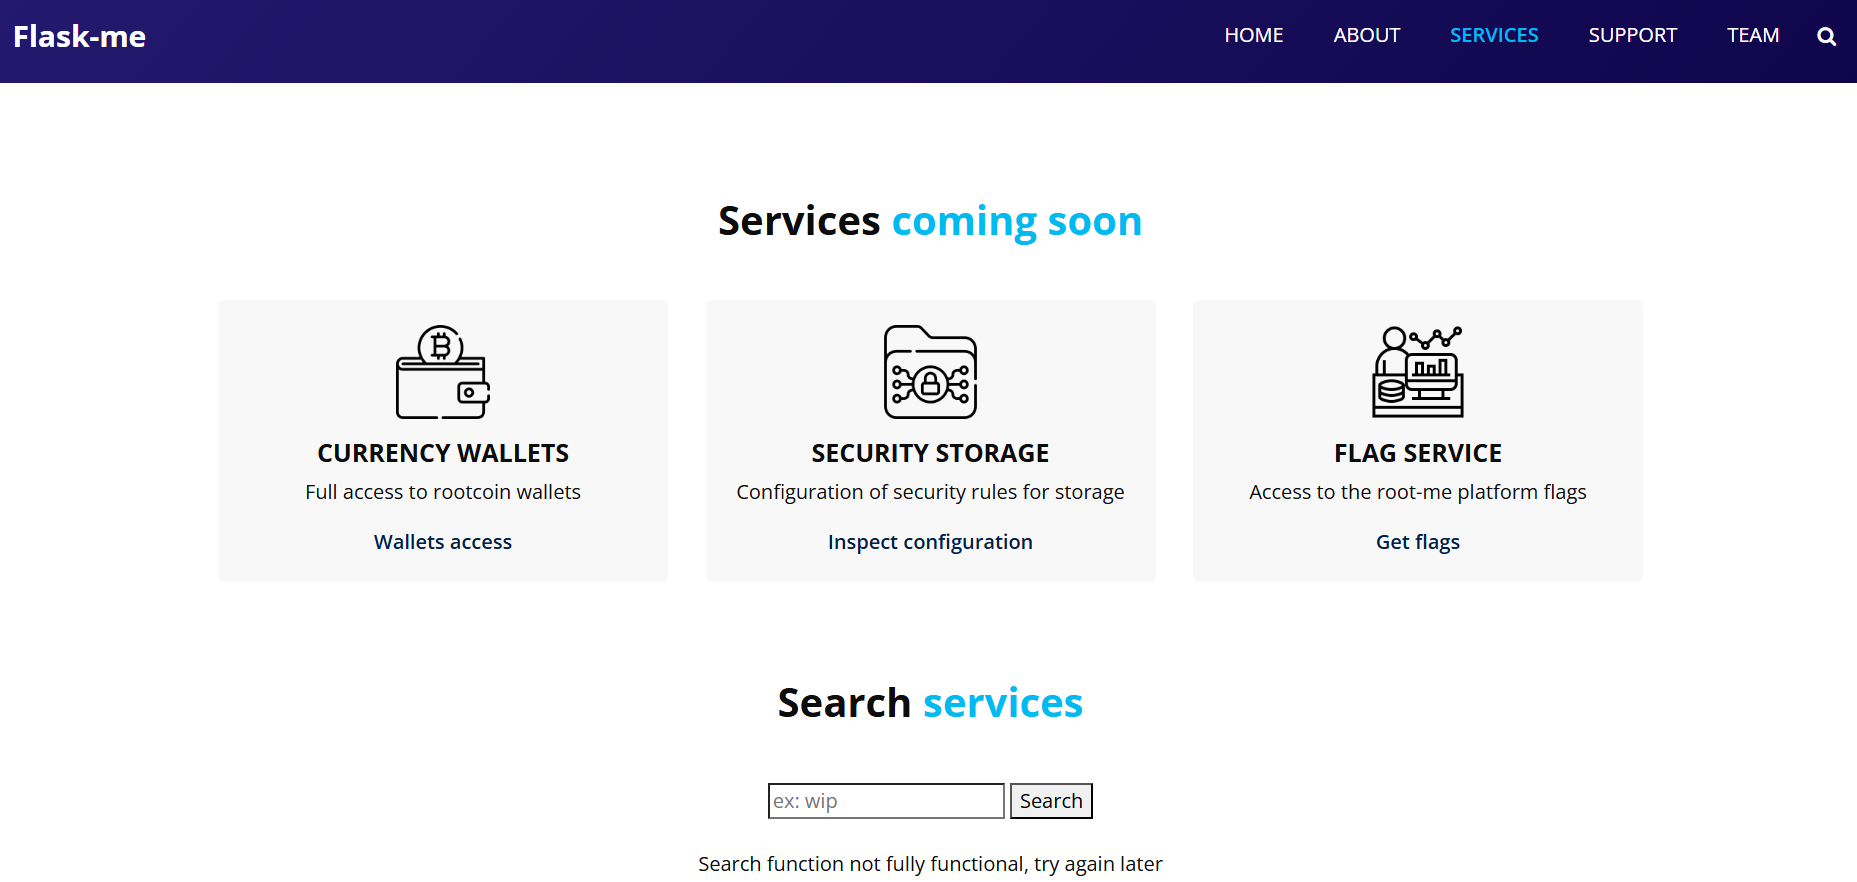 Flask-me HOME ABOUT SERVICES SUPPORT TEAM
Services coming soon
CURRENCY WALLETS
Full access to rootcoin wallets
Wallets access
SECURITY STORAGE
Configuration of security rules for storage
Inspect configuration
FLAG SERVICE
Access to the root-me platform flags
Get flags
Search services
ex: wip Search
Search function not fully functional, try again later